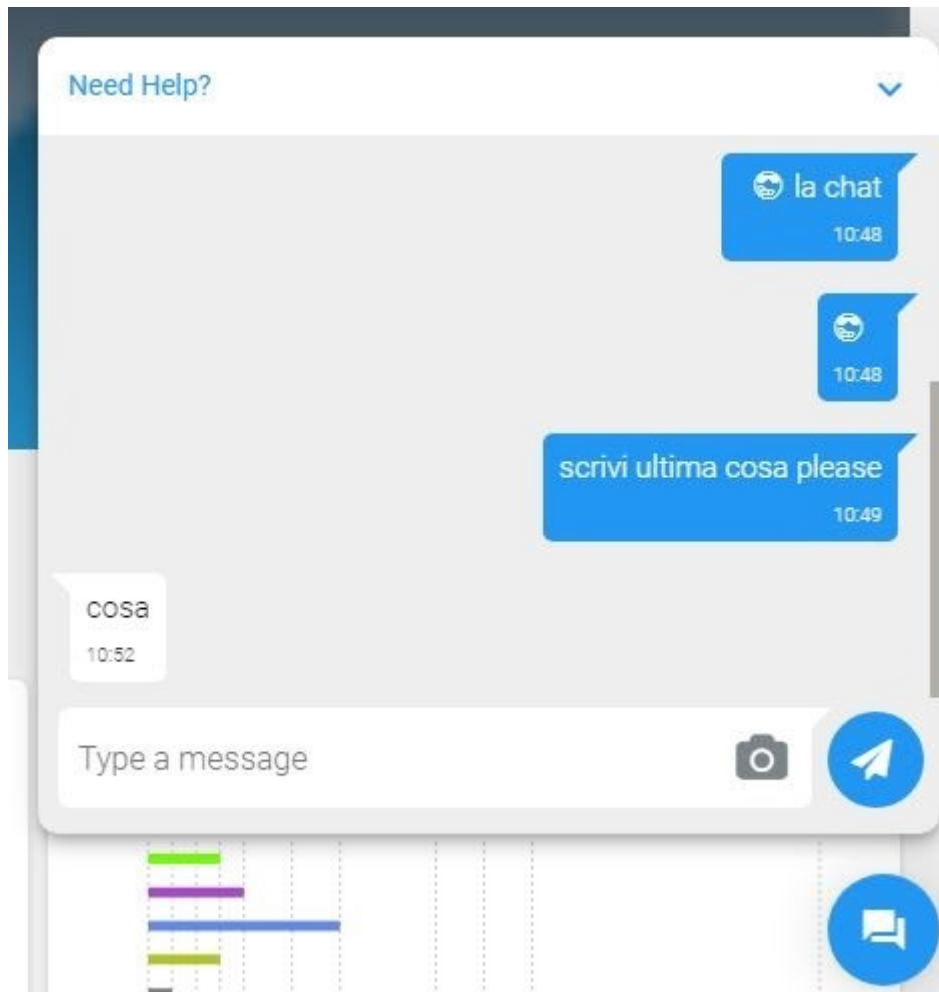 Need Help?
😎 la chat
10:48
😎
10:48
scrivi ultima cosa please
10:49
cosa
10:52
Type a message